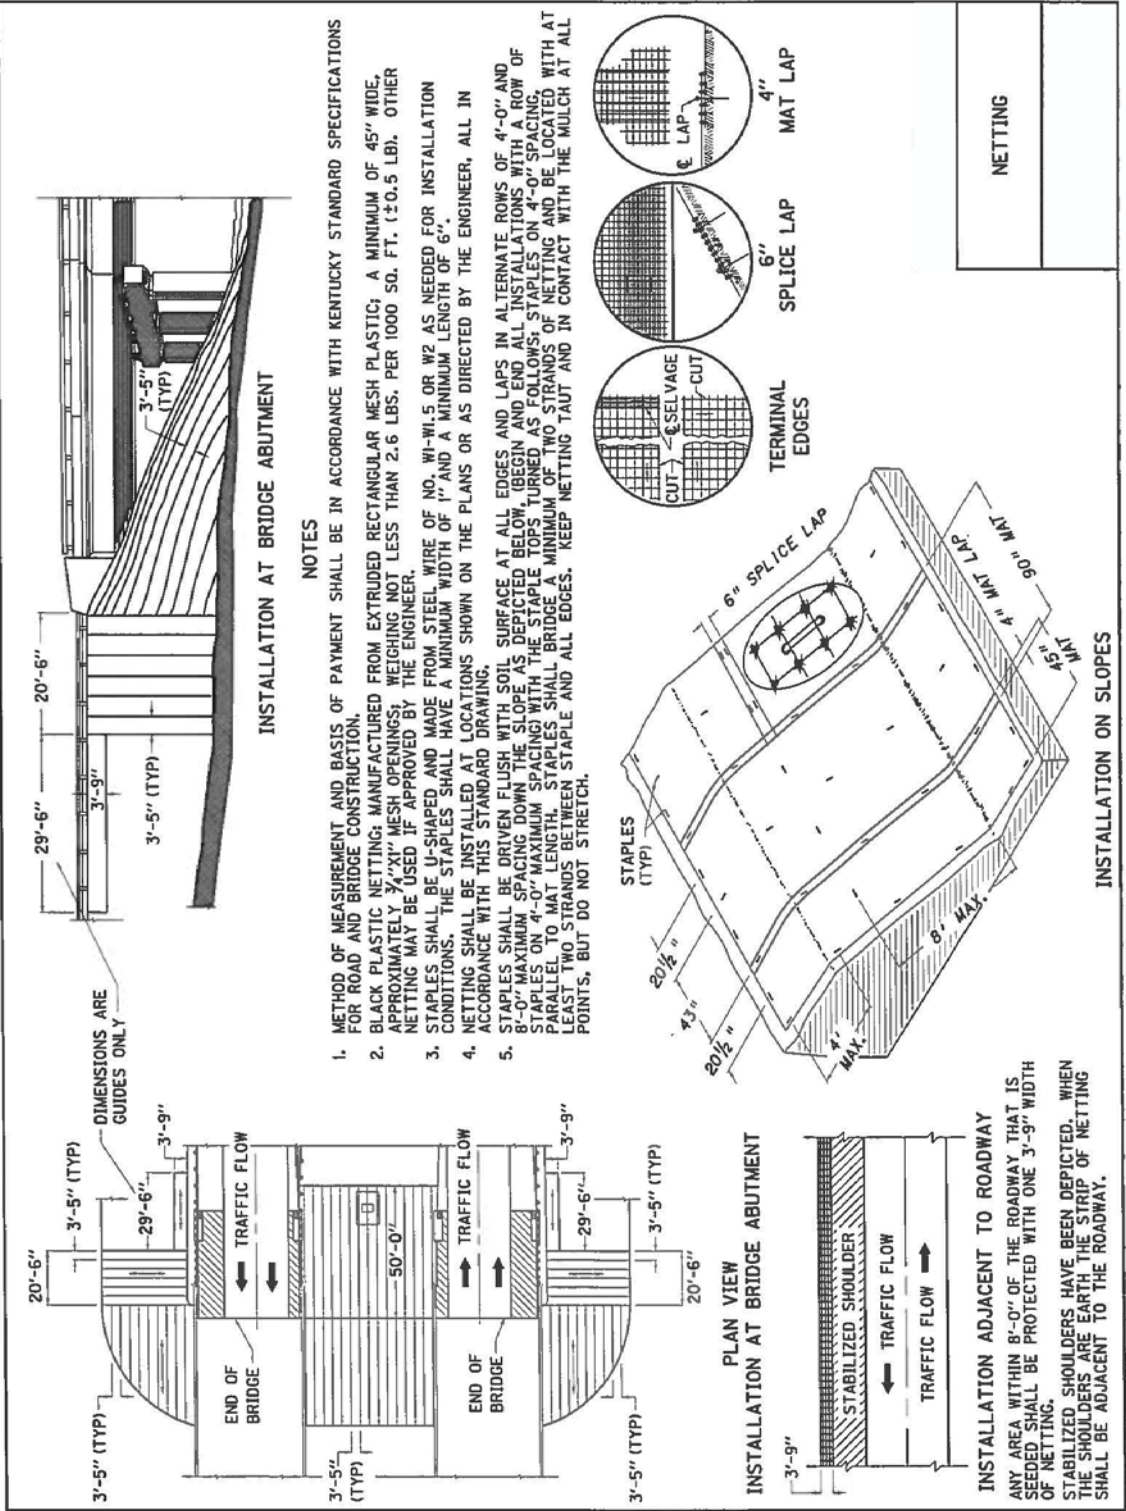 29'-6"
20'-6"
3'-9"
3'-5" (TYP)
3'-5"
(TYP)
INSTALLATION AT BRIDGE ABUTMENT
DIMENSIONS ARE
GUIDES ONLY
NOTES
1. METHOD OF MEASUREMENT AND BASIS OF PAYMENT SHALL BE IN ACCORDANCE WITH KENTUCKY STANDARD SPECIFICATIONS
FOR ROAD AND BRIDGE CONSTRUCTION.
2. BLACK PLASTIC NETTING; MANUFACTURED FROM EXTRUDED RECTANGULAR MESH PLASTIC; A MINIMUM OF 45" WIDE,
APPROXIMATELY 3/4"X1" MESH OPENINGS; WEIGHING NOT LESS THAN 2.6 LBS. PER 1000 SQ. FT. (±0.5 LB). OTHER
NETTING MAY BE USED IF APPROVED BY THE ENGINEER.
3. STAPLES SHALL BE U-SHAPED AND MADE FROM STEEL WIRE OF NO. W1-W1.5 OR W2 AS NEEDED FOR INSTALLATION
CONDITIONS. THE STAPLES SHALL HAVE A MINIMUM WIDTH OF 1" AND A MINIMUM LENGTH OF 6".
4. NETTING SHALL BE INSTALLED AT LOCATIONS SHOWN ON THE PLANS OR AS DIRECTED BY THE ENGINEER, ALL IN
ACCORDANCE WITH THIS STANDARD DRAWING.
5. STAPLES SHALL BE DRIVEN FLUSH WITH SOIL SURFACE AT ALL EDGES AND LAPS IN ALTERNATE ROWS OF 4'-0" AND
8'-0" MAXIMUM SPACING DOWN THE SLOPE AS DEPICTED BELOW, (BEGIN AND END ALL INSTALLATIONS WITH A ROW OF
STAPLES ON 4'-0" MAXIMUM SPACING) WITH THE STAPLE TOPS TURNED AS FOLLOWS: STAPLES ON 4'-0" SPACING,
PARALLEL TO MAT LENGTH. STAPLES SHALL BRIDGE A MINIMUM OF TWO STRANDS OF NETTING AND BE LOCATED WITH AT
LEAST TWO STRANDS BETWEEN STAPLE AND ALL EDGES. KEEP NETTING TAUT AND IN CONTACT WITH THE MULCH AT ALL
POINTS, BUT DO NOT STRETCH.
20'-6"
3'-5" (TYP)
29'-6"
3'-9"
3'-5" (TYP)
TRAFFIC FLOW
END OF
BRIDGE
50'-0"
3'-5"
(TYP)
END OF
BRIDGE
TRAFFIC FLOW
3'-9"
29'-6"
3'-5" (TYP)
3'-5" (TYP)
20'-6"
PLAN VIEW
INSTALLATION AT BRIDGE ABUTMENT
3'-9"
STABILIZED SHOULDER
TRAFFIC FLOW
TRAFFIC FLOW
INSTALLATION ADJACENT TO ROADWAY
ANY AREA WITHIN 8'-0" OF THE ROADWAY THAT IS
SEEDED SHALL BE PROTECTED WITH ONE 3'-9" WIDTH
OF NETTING.
STABILIZED SHOULDERS HAVE BEEN DEPICTED. WHEN
THE SHOULDERS ARE EARTH THE STRIP OF NETTING
SHALL BE ADJACENT TO THE ROADWAY.
STAPLES
(TYP)
6" SPLICE LAP
20 1/2"
43"
20 1/2"
4'
MAX.
8' MAX.
45"
MAT
4" MAT LAP
90" MAT
INSTALLATION ON SLOPES
CUT
℄ SELVAGE
CUT
TERMINAL
EDGES
6"
SPLICE LAP
℄ LAP
4"
MAT LAP
NETTING